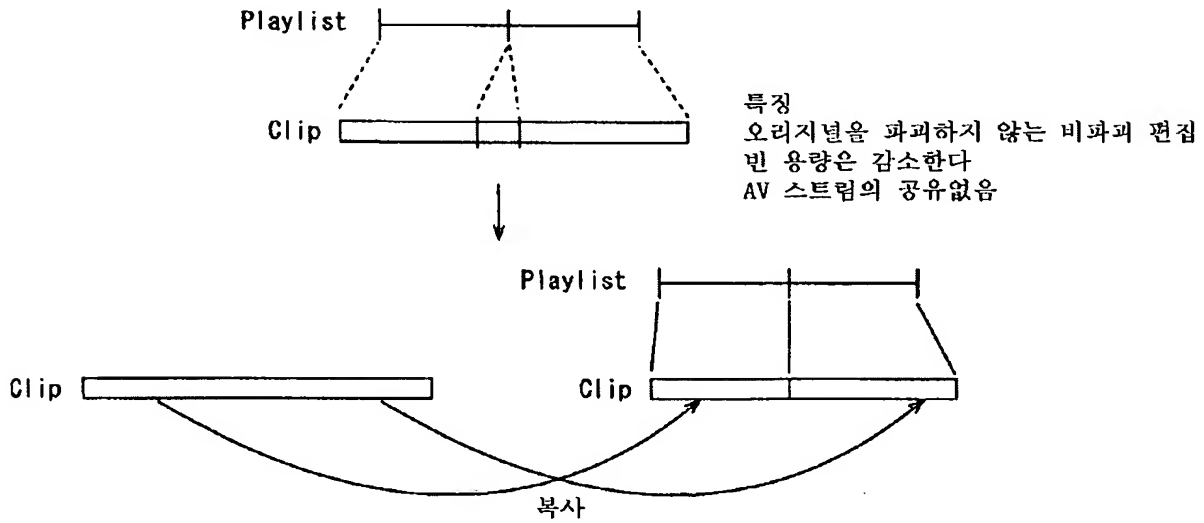 Playlist
Clip
특징
오리지널을 파괴하지 않는 비파괴 편집
빈 용량은 감소한다
AV 스트림의 공유없음
Playlist
Clip
Clip
복사